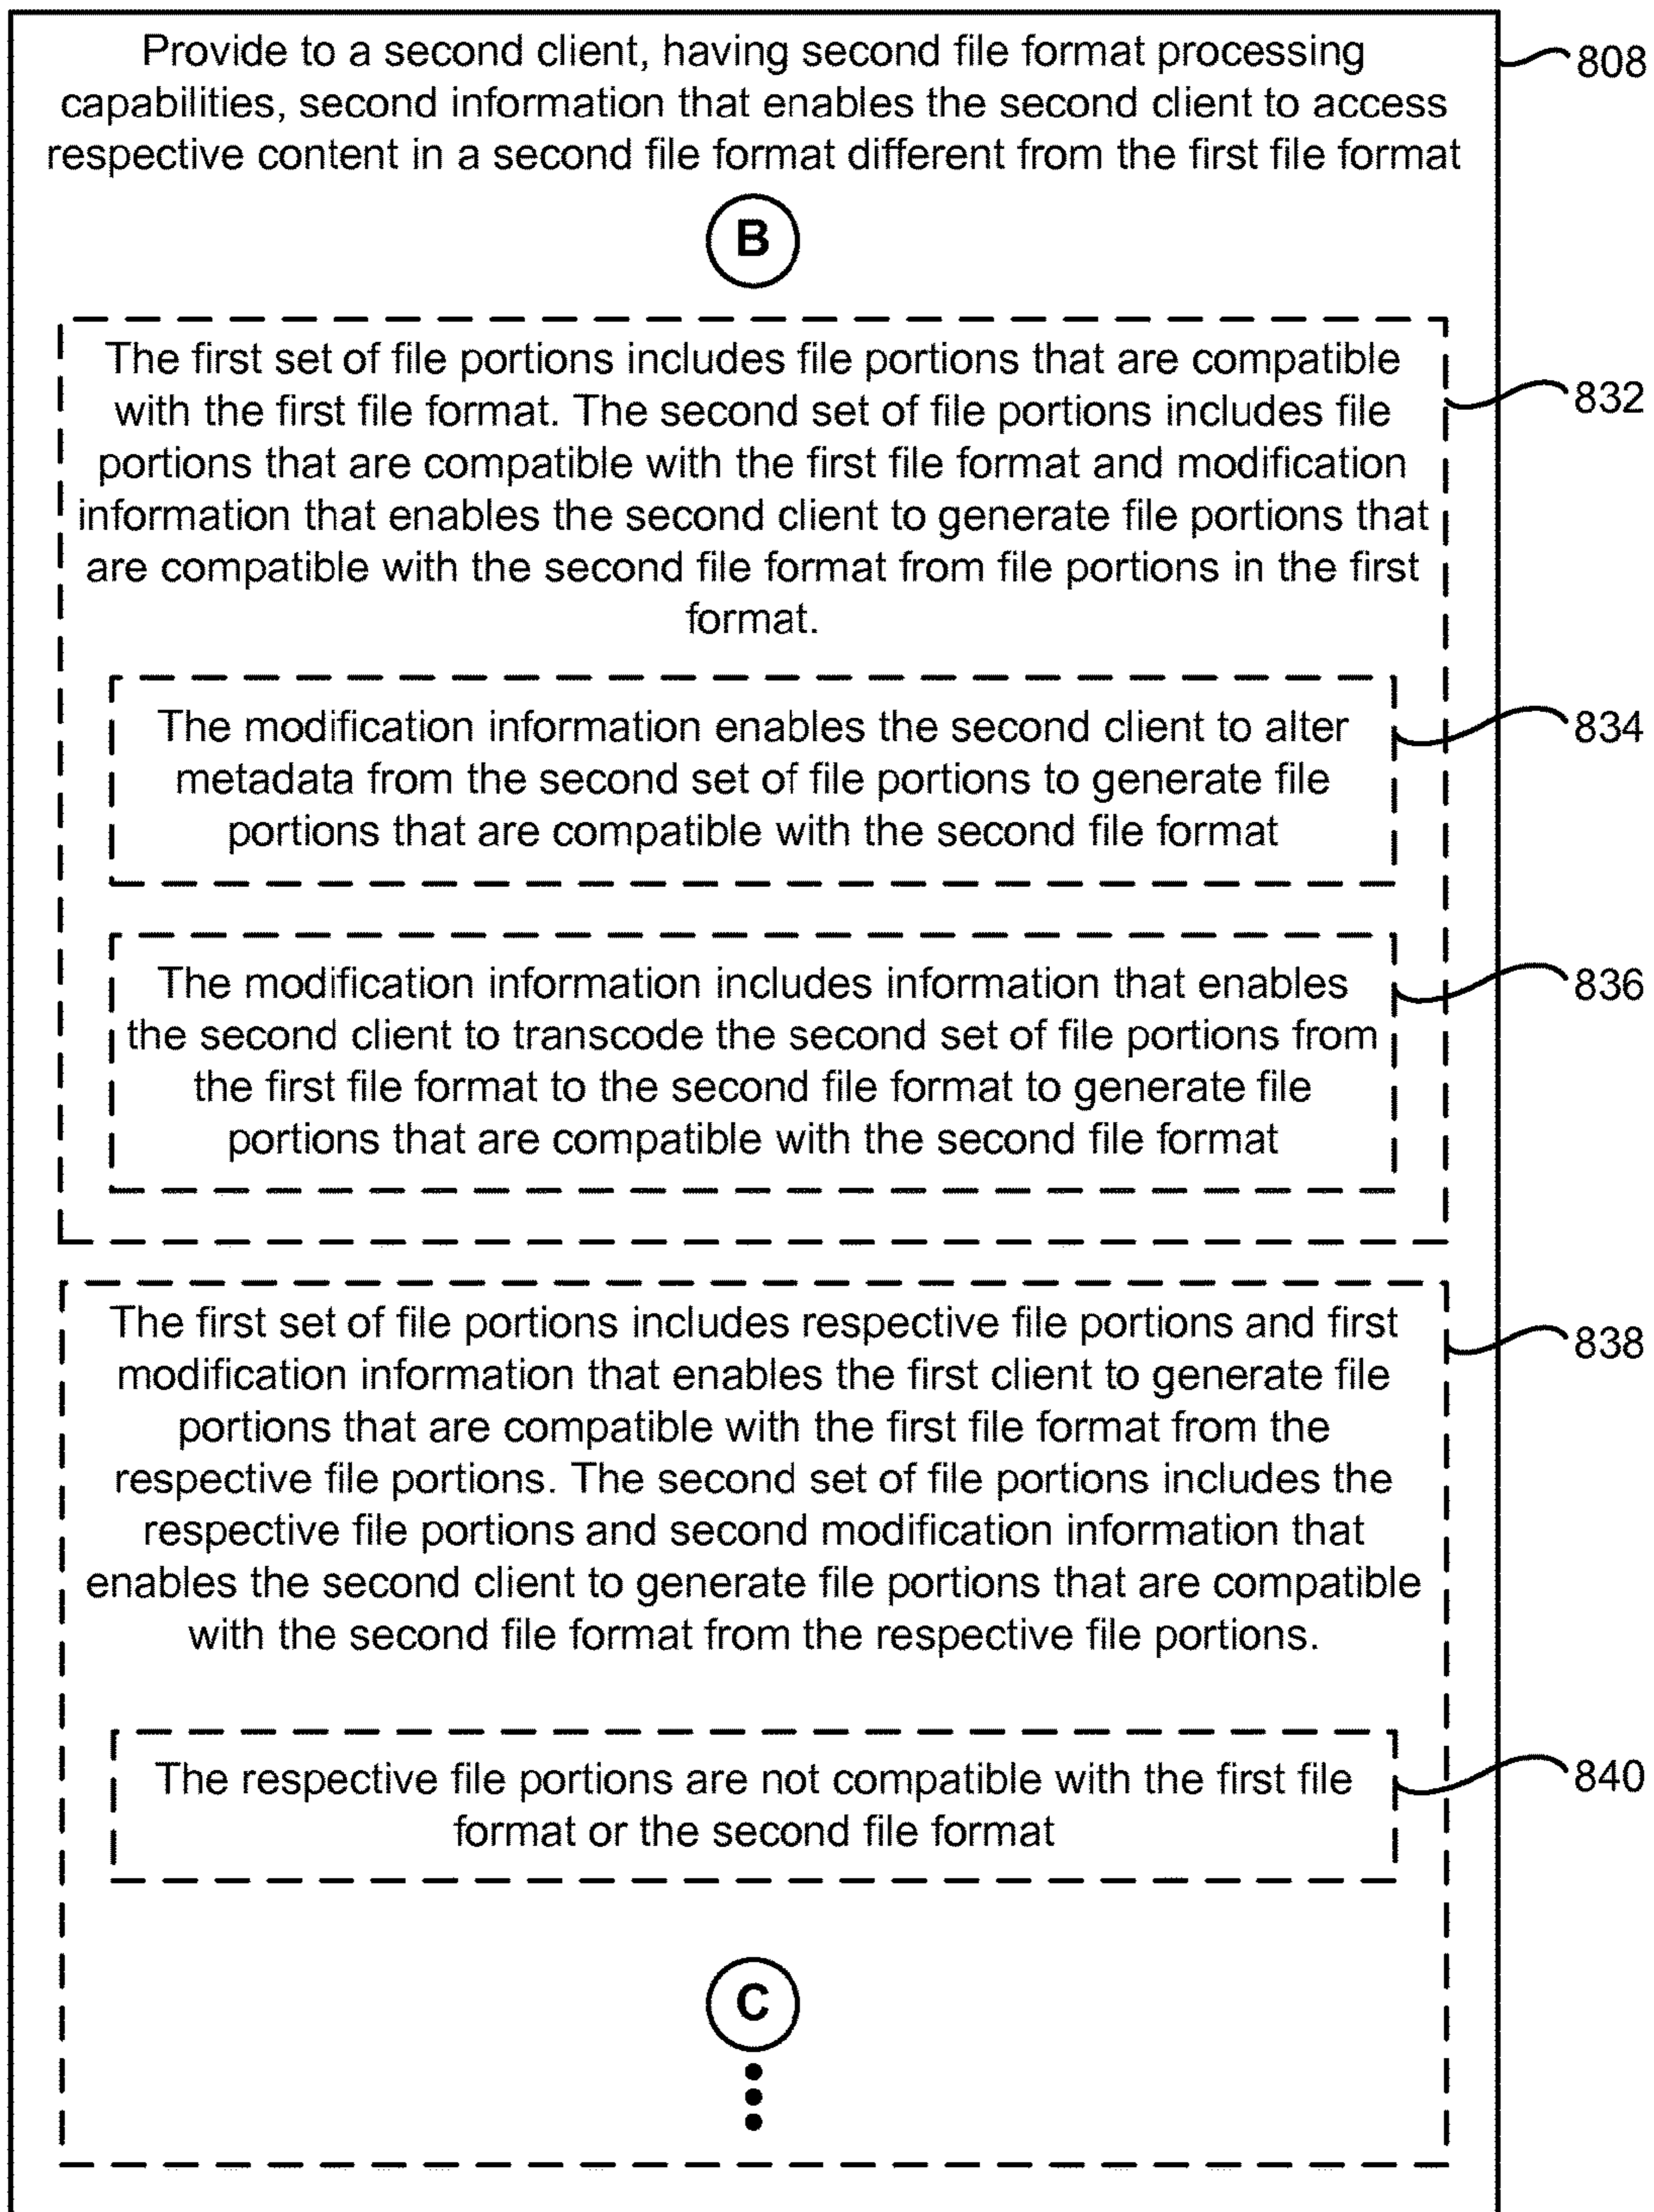 Provide to a second client, having second file format processing
capabilities, second information that enables the second client to access
respective content in a second file format different from the first file format
808
B
The first set of file portions includes file portions that are compatible
with the first file format. The second set of file portions includes file
portions that are compatible with the first file format and modification
information that enables the second client to generate file portions that
are compatible with the second file format from file portions in the first
format.
832
The modification information enables the second client to alter
metadata from the second set of file portions to generate file
portions that are compatible with the second file format
834
The modification information includes information that enables
the second client to transcode the second set of file portions from
the first file format to the second file format to generate file
portions that are compatible with the second file format
836
The first set of file portions includes respective file portions and first
modification information that enables the first client to generate file
portions that are compatible with the first file format from the
respective file portions. The second set of file portions includes the
respective file portions and second modification information that
enables the second client to generate file portions that are compatible
with the second file format from the respective file portions.
838
The respective file portions are not compatible with the first file
format or the second file format
840
C